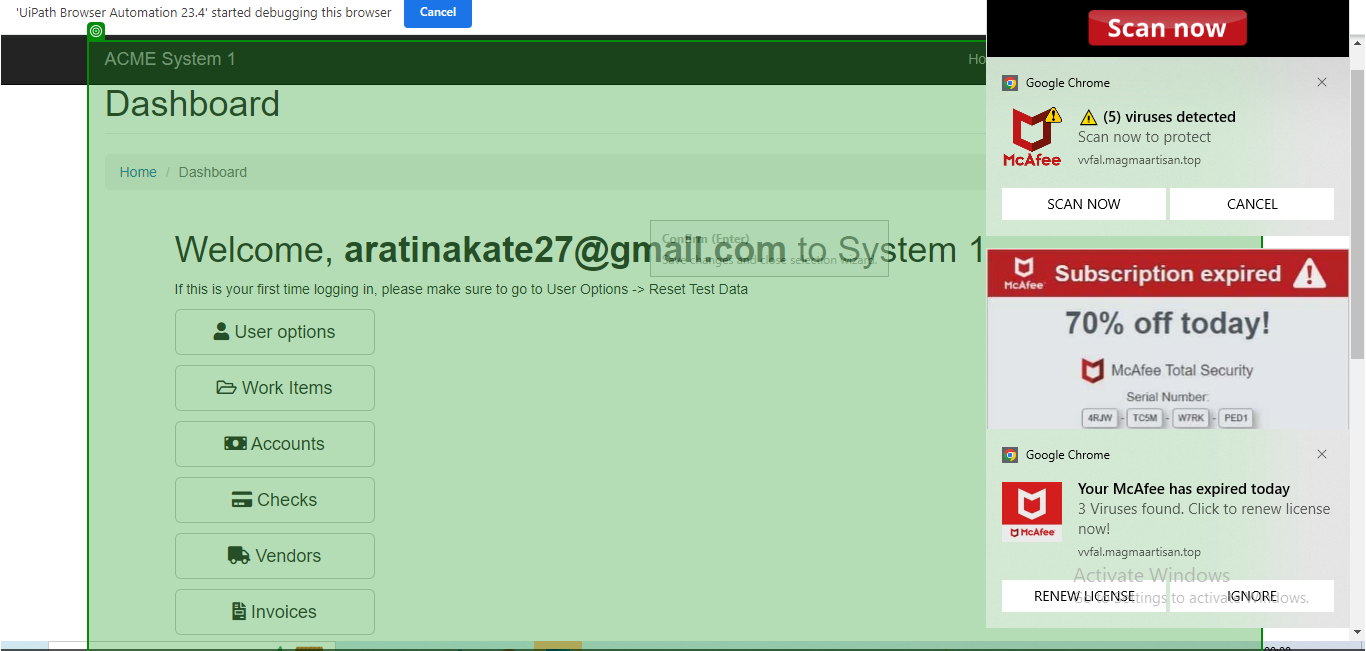 'UiPath Browser Automation 23.4' started debugging this browser
Cancel
ACME System 1
Ho
Dashboard
Home / Dashboard
Welcome, aratinakate27@gmail.com to System 1
Confirm (Enter)
Save changes and close selection wizard.
If this is your first time logging in, please make sure to go to User Options -> Reset Test Data
User options
Work Items
Accounts
Checks
Vendors
Invoices
Scan now
Google Chrome
(5) viruses detected
Scan now to protect
McAfee
vvfal.magmaartisan.top
SCAN NOW
CANCEL
McAfee
Subscription expired
70% off today!
McAfee Total Security
Serial Number:
4RJW - TC5M - W7RK - PED1
Google Chrome
Your McAfee has expired today
3 Viruses found. Click to renew license
now!
McAfee
vvfal.magmaartisan.top
Activate Windows
Go to Settings to activate Windows.
RENEW LICENSE
IGNORE